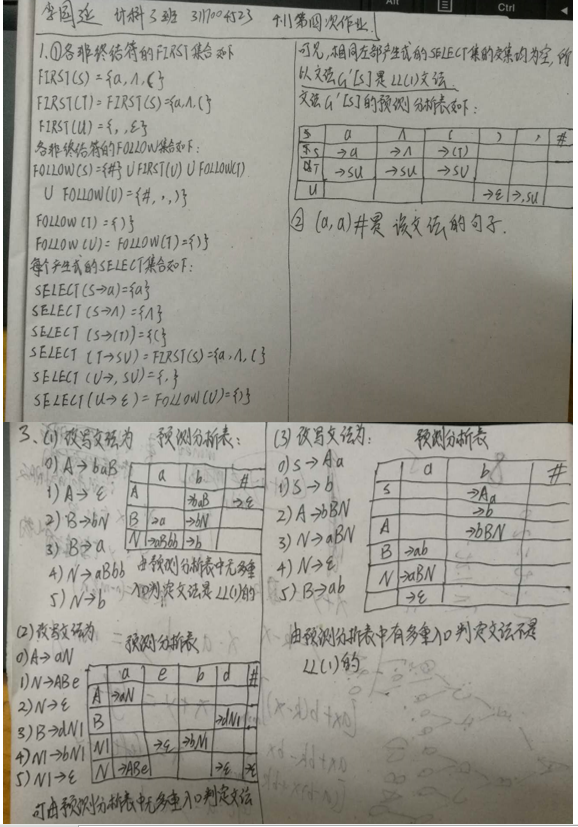 李国延 计科3班 3117004523 4.11第四次作业.
1.①各非终结符的FIRST集合如下
FIRST(S)={a,Λ,(}
FIRST(T)=FIRST(S)={a,Λ,(}
FIRST(U)={,,ε}
各非终结符的FOLLOW集合如下:
FOLLOW(S)={#}∪FIRST(U)∪FOLLOW(T)
∪FOLLOW(U)={#,,,)}
FOLLOW(T)={)}
FOLLOW(U)=FOLLOW(T)={)}
每个产生式的SELECT集合如下:
SELECT(S→a)={a}
SELECT(S→Λ)={Λ}
SELECT(S→(T))={(}
SELECT(T→SU)=FIRST(S)={a,Λ,(}
SELECT(U→,SU)={,}
SELECT(U→ε)=FOLLOW(U)={)}
可见,相同左部产生式的SELECT集的交集均为空,所
以文法G'[S]是LL(1)文法
文法G'[S]的预测分析表如下:
S a Λ ( ) , #
S →a →Λ →(T)
T →SU →SU →SU
U →ε →,SU
② (a,a)#是该文法的句子.
3.(1)改写文法为 预测分析表:
0)A→baB
1)A→ε
2)B→bN
3)B→a
4)N→aBbb
5)N→b
a b #
A →baB →ε
B →a →bN
N →aBbb →b
由预测分析表中无多重
入口判定文法是LL(1)的
(2)改写文法为 预测分析表
0)A→aN
1)N→ABe
2)N→ε
3)B→dN1
4)N1→bN1
5)N1→ε
a e b d #
A →aN
B →dN1
N1 →ε →bN1
N →ABe →ε →ε
可由预测分析表中无多重入口判定文法
(3)改写文法为: 预测分析表
0)S→Aa
1)S→b
2)A→bBN
3)N→aBN
4)N→ε
5)B→ab
a b #
S →Aa
→b
A →bBN
B →ab
N →aBN
→ε
由预测分析表中有多重入口判定文法不是
LL(1)的
Ctrl